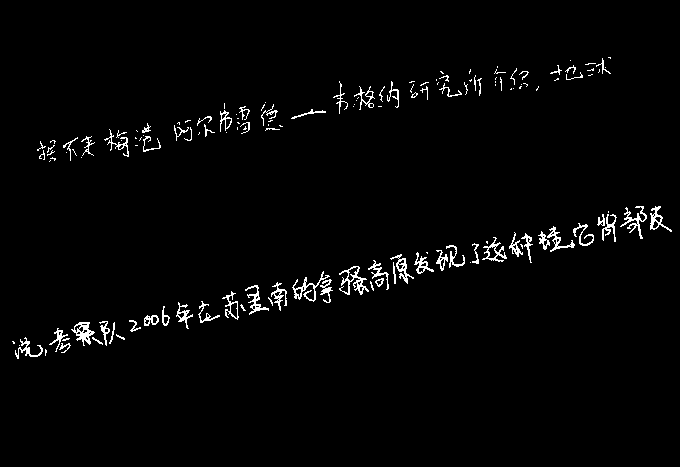 据不来梅港阿尔弗雷德—韦格纳研究所介绍,地球
说,考察队2006年在苏里南的拿骚高原发现了这种蛙,它背部皮